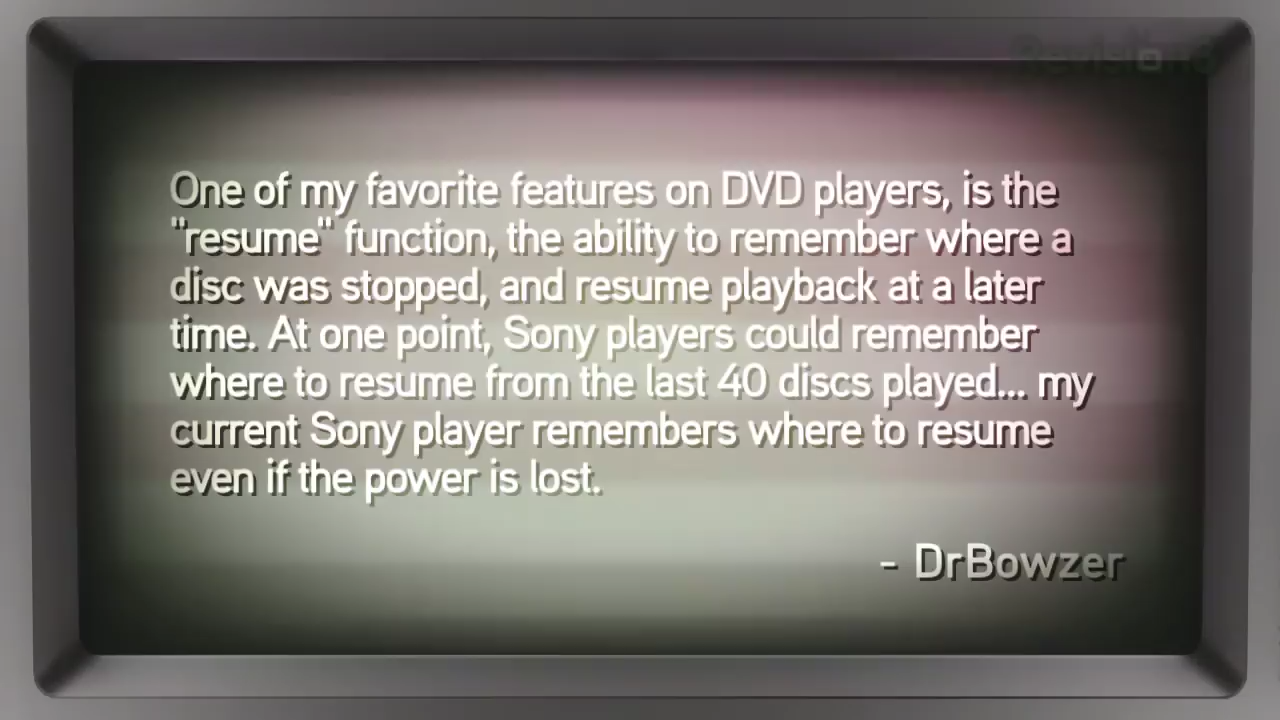 Revision3
One of my favorite features on DVD players, is the
"resume" function, the ability to remember where a
disc was stopped, and resume playback at a later
time. At one point, Sony players could remember
where to resume from the last 40 discs played... my
current Sony player remembers where to resume
even if the power is lost.
- DrBowzer